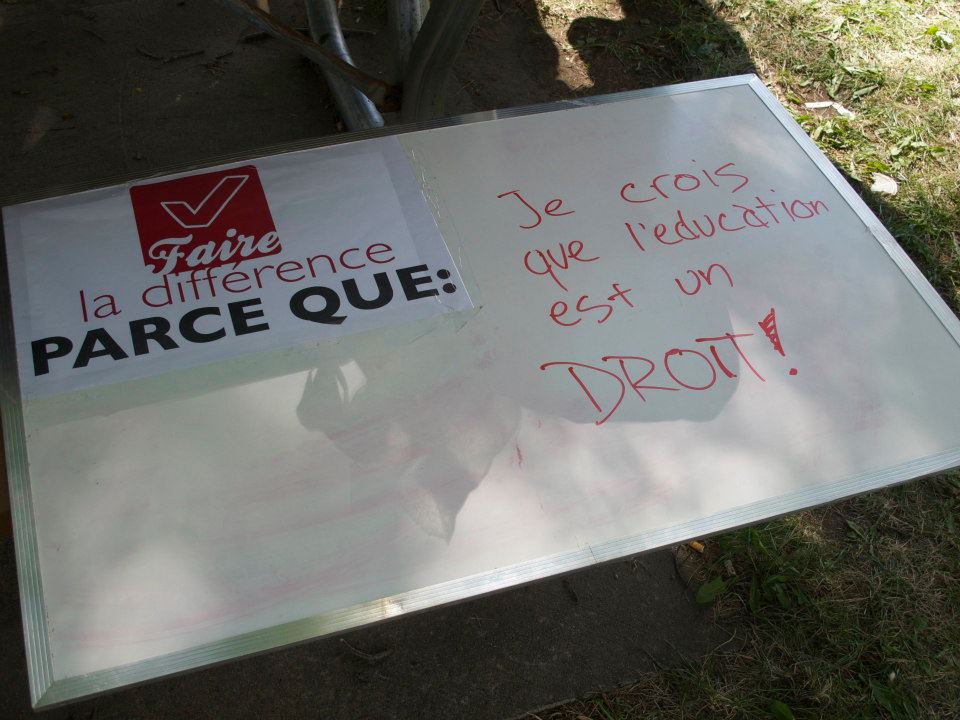 Faire
la différence
PARCE QUE:
Je crois
que l'education
est un
DROIT!